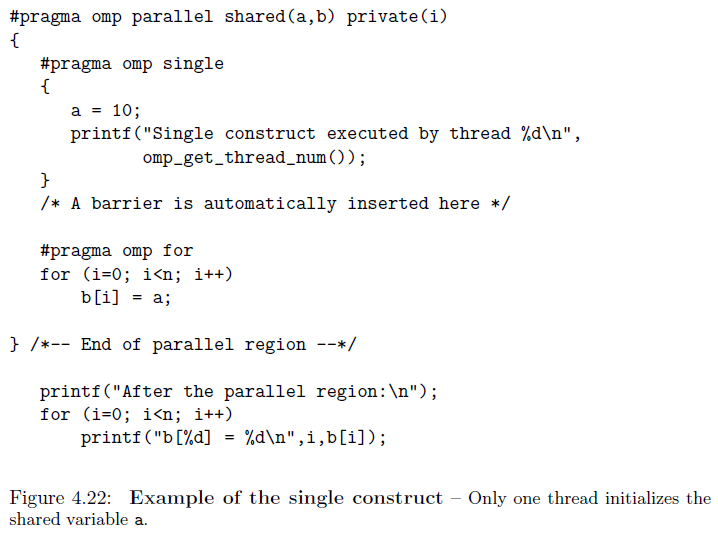 #pragma omp parallel shared(a,b) private(i)
{
   #pragma omp single
   {
      a = 10;
      printf("Single construct executed by thread %d\n",
             omp_get_thread_num());
   }
   /* A barrier is automatically inserted here */

   #pragma omp for
   for (i=0; i<n; i++)
       b[i] = a;

} /*-- End of parallel region --*/

   printf("After the parallel region:\n");
   for (i=0; i<n; i++)
       printf("b[%d] = %d\n",i,b[i]);

Figure 4.22: Example of the single construct – Only one thread initializes the
shared variable a.